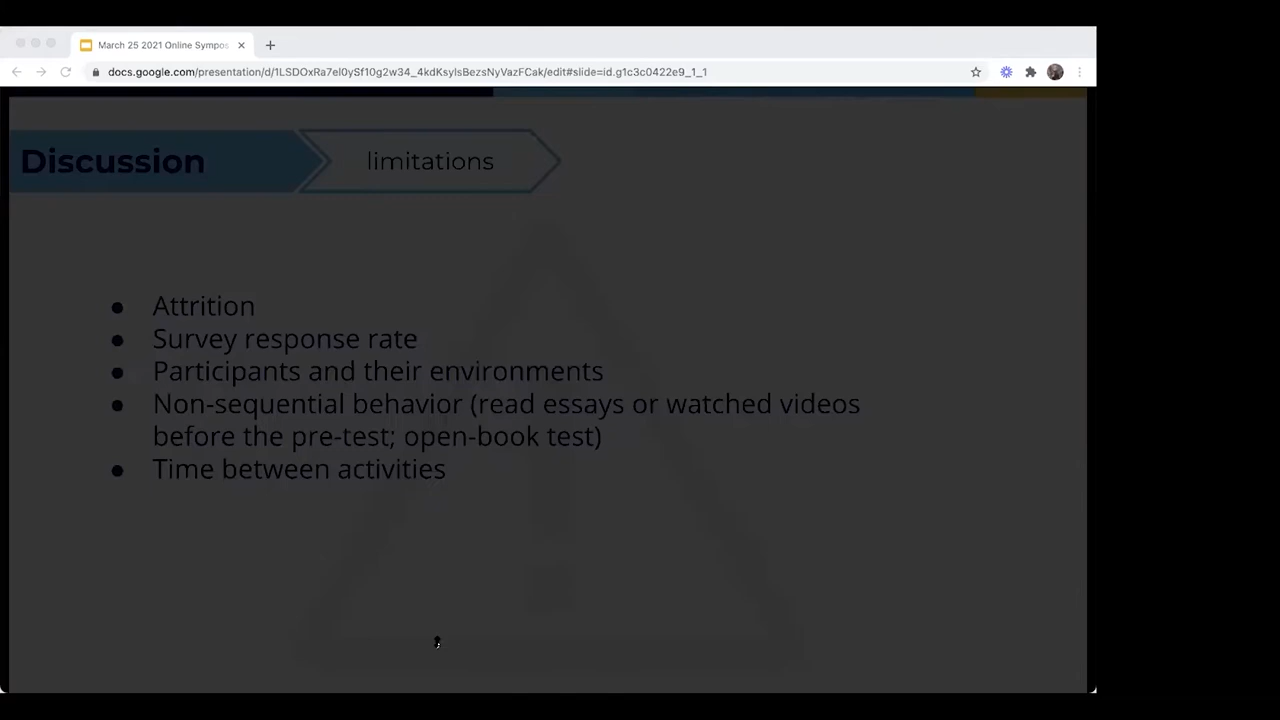 March 25 2021 Online Sympos
docs.google.com/presentation/d/1LSDOxRa7el0ySf10g2w34_4kdKsylsBezsNyVazFCak/edit#slide=id.g1c3c0422e9_1_1
Discussion
limitations
● Attrition
● Survey response rate
● Participants and their environments
● Non-sequential behavior (read essays or watched videos
before the pre-test; open-book test)
● Time between activities